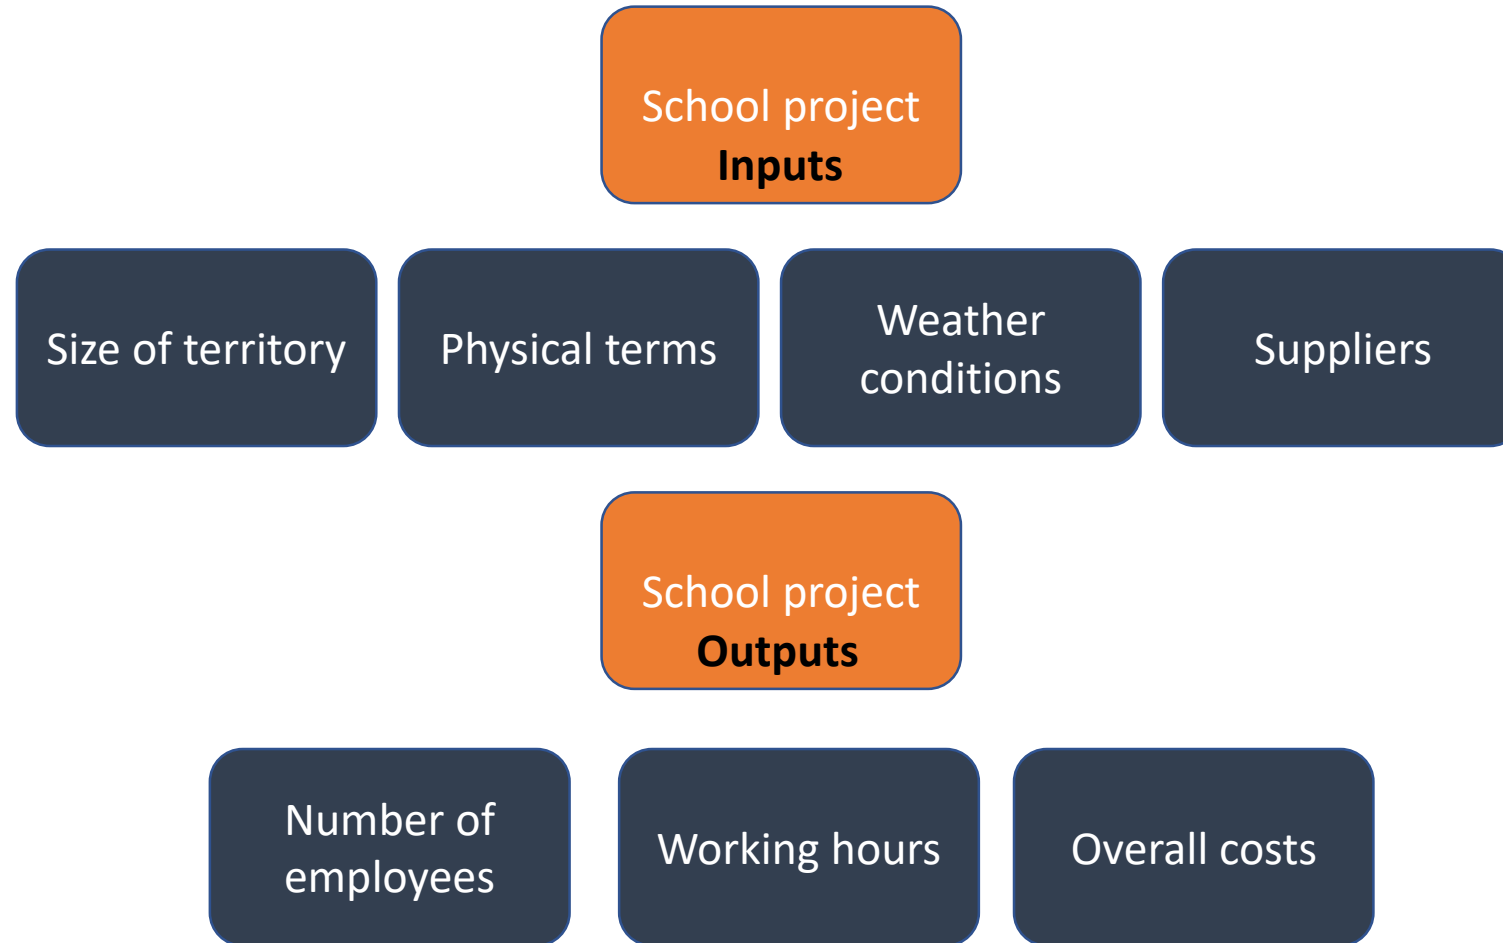 School project
Inputs
Size of territory
Physical terms
Weather
conditions
Suppliers
School project
Outputs
Number of
employees
Working hours
Overall costs